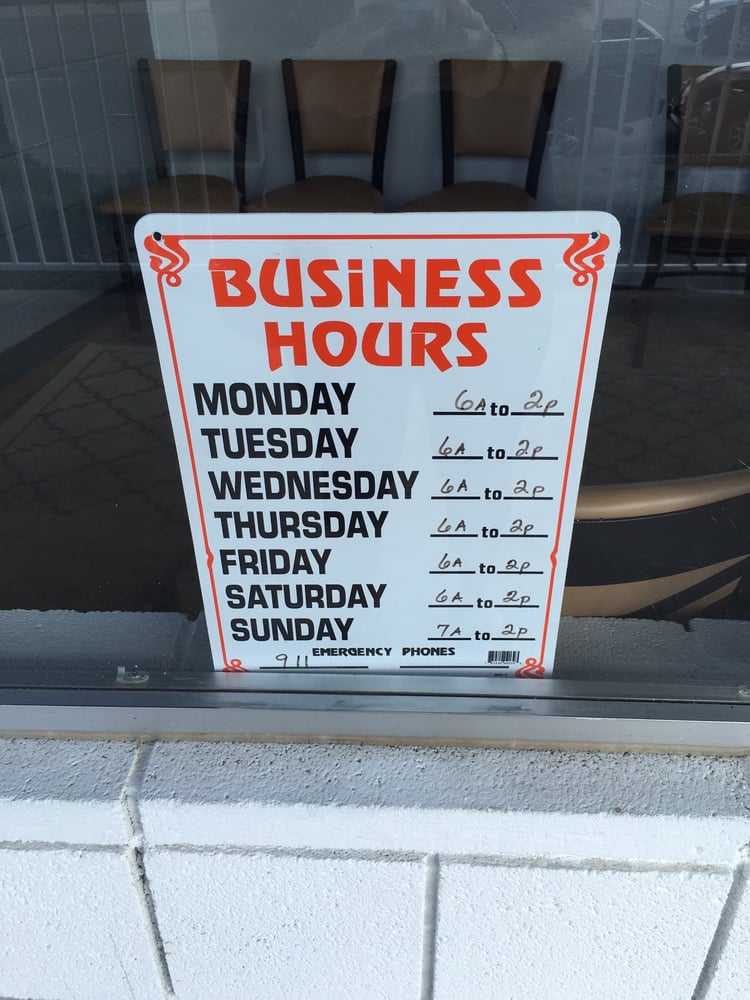 BUSINESS
HOURS
MONDAY 6A to 2P
TUESDAY 6A to 2P
WEDNESDAY 6A to 2P
THURSDAY 6A to 2P
FRIDAY 6A to 2P
SATURDAY 6A to 2P
SUNDAY 7A to 2P
EMERGENCY PHONES
911